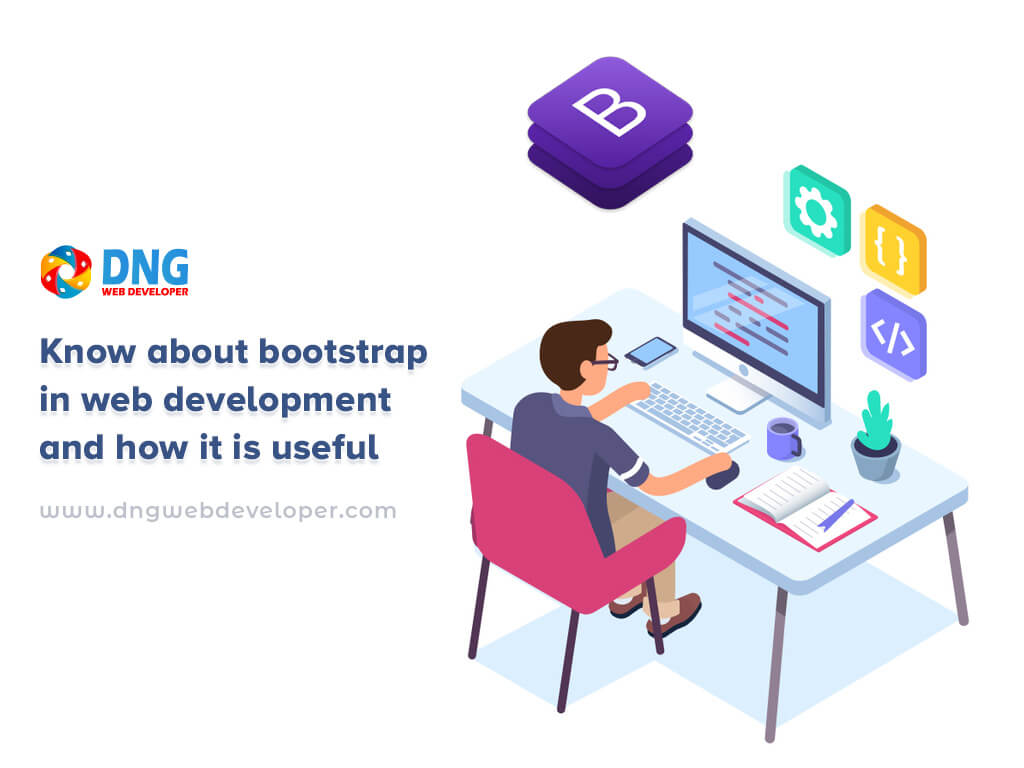 B
{ }
</>
DNG
WEB DEVELOPER
Know about bootstrap
in web development
and how it is useful
www.dngwebdeveloper.com